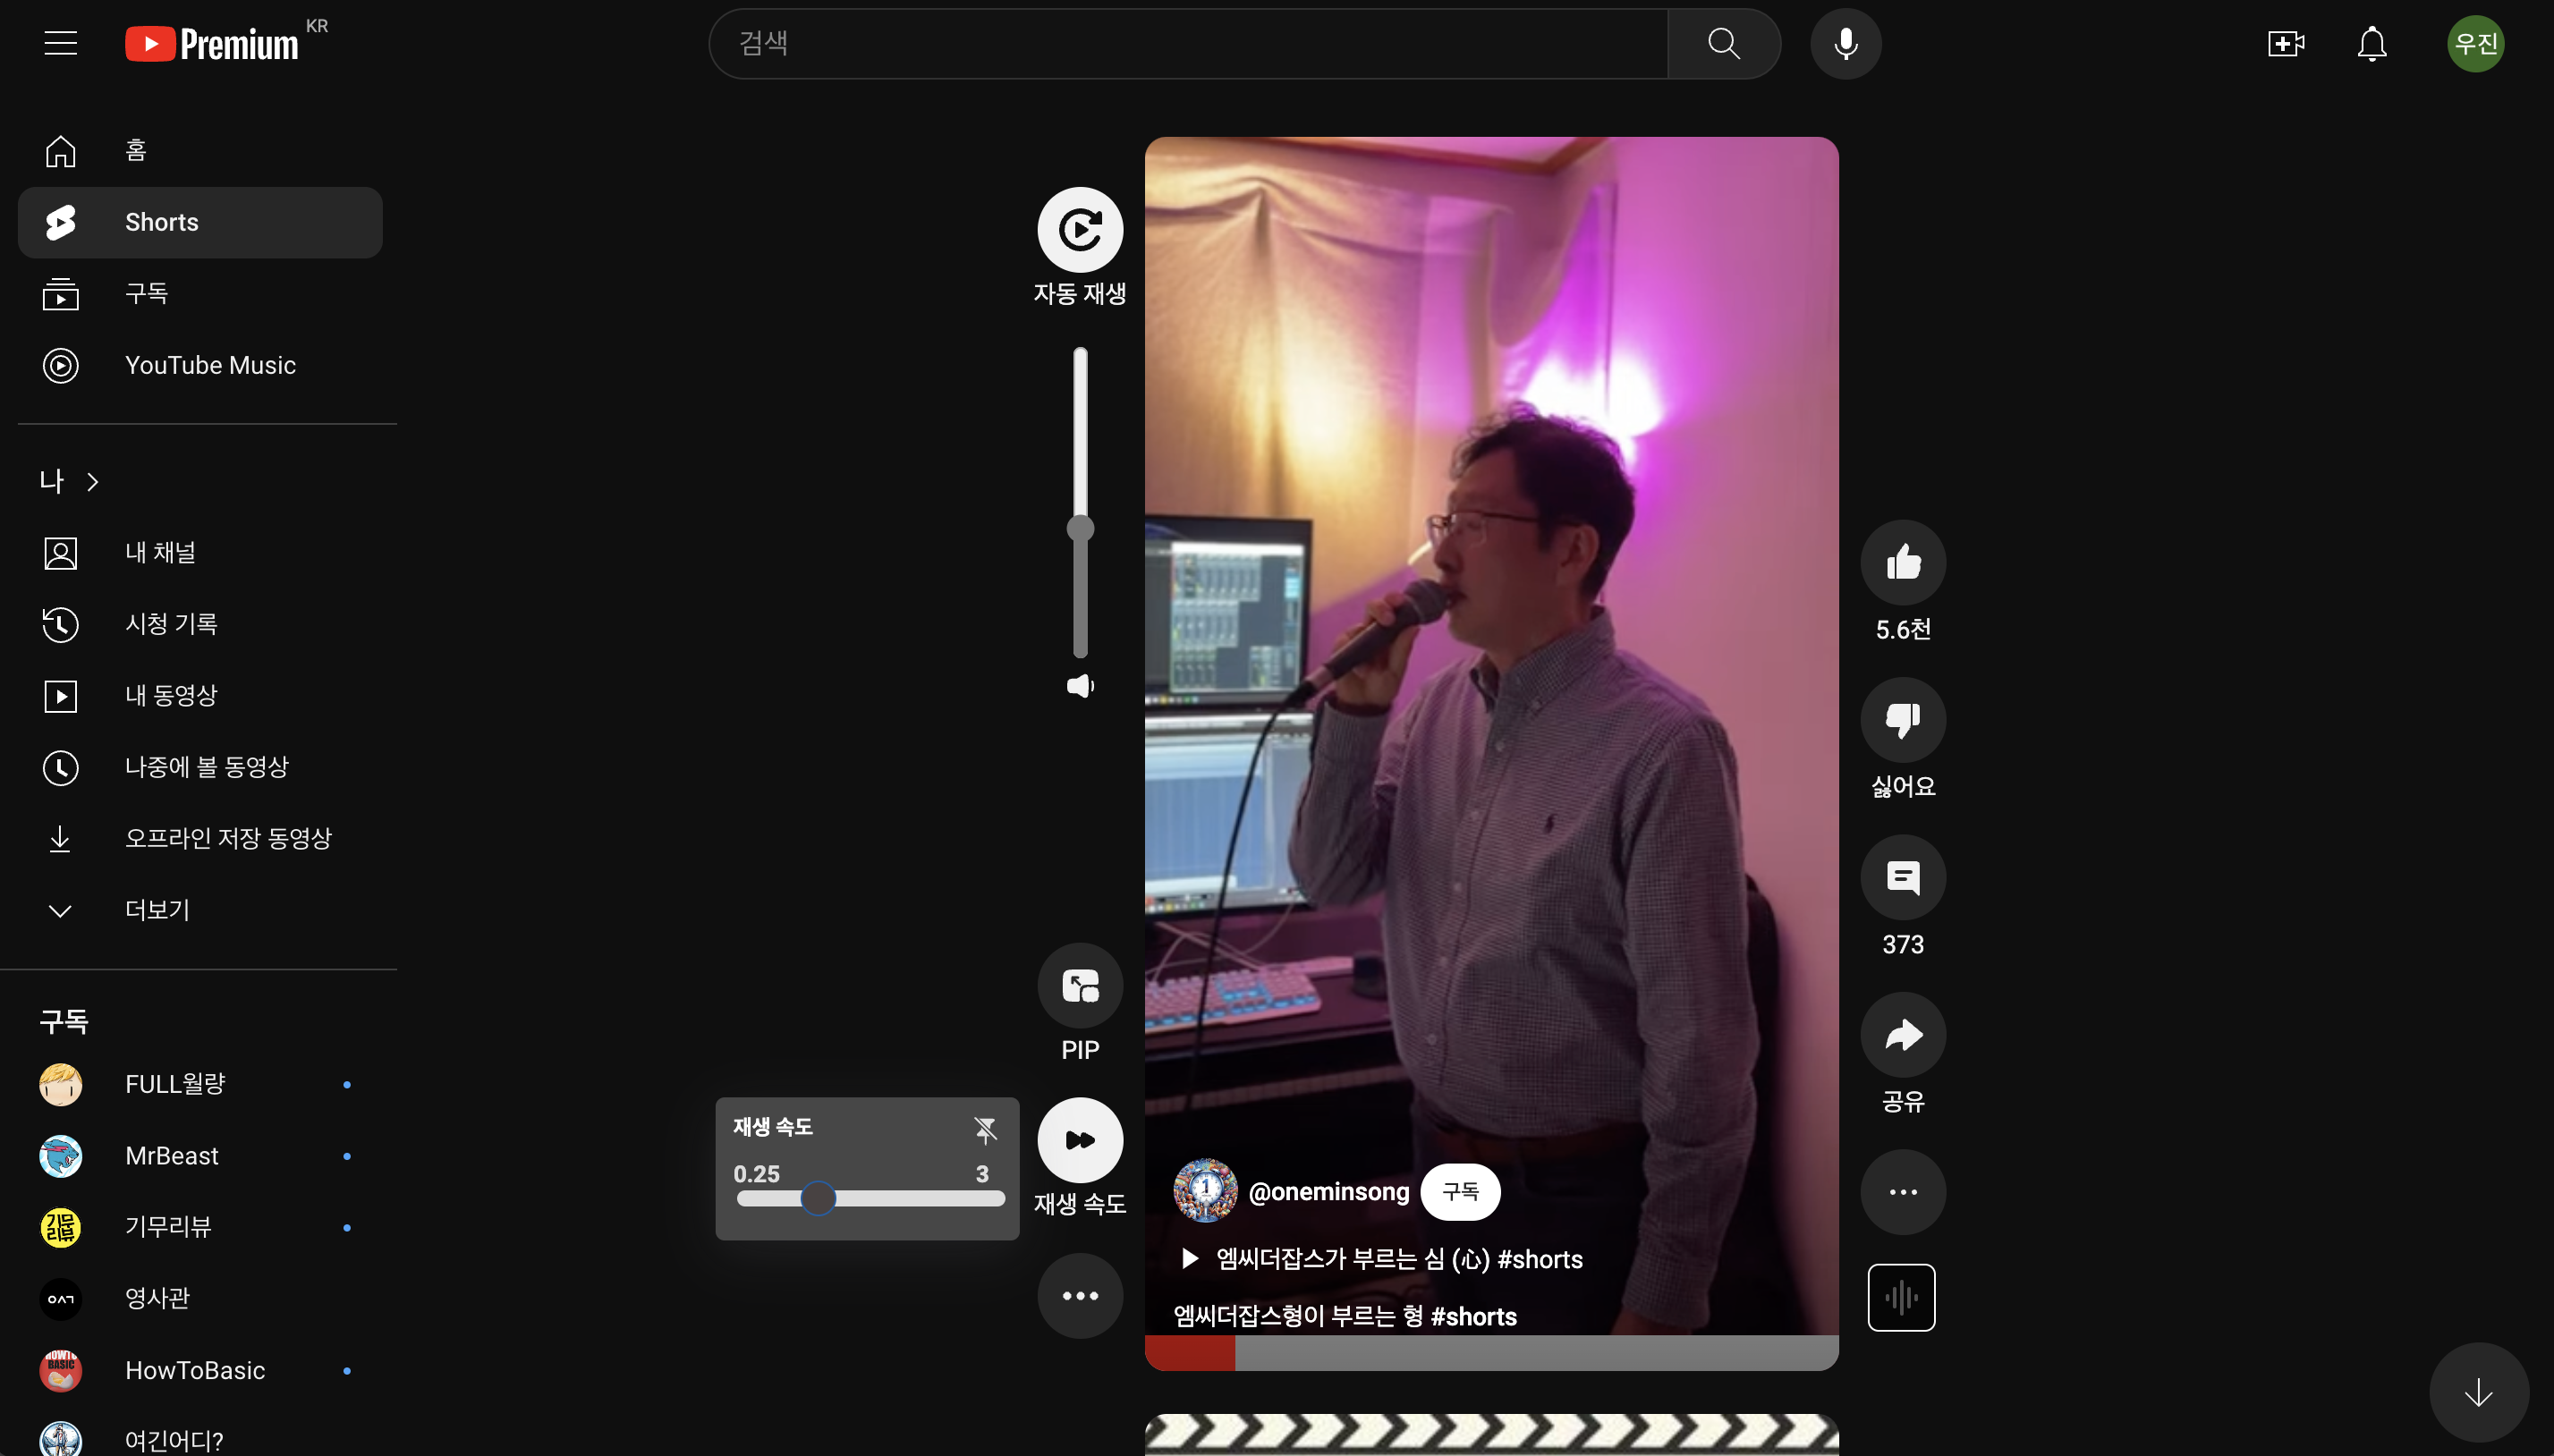 Premium KR
검색
우진
홈
Shorts
구독
YouTube Music
나
내 채널
시청 기록
내 동영상
나중에 볼 동영상
오프라인 저장 동영상
더보기
구독
FULL월량
MrBeast
기무리뷰
영사관
HowToBasic
여긴어디?
자동 재생
PIP
재생 속도
0.25
3
재생 속도
@oneminsong
구독
엠씨더잡스가 부르는 심 (心) #shorts
엠씨더잡스형이 부르는 형 #shorts
5.6천
싫어요
373
공유